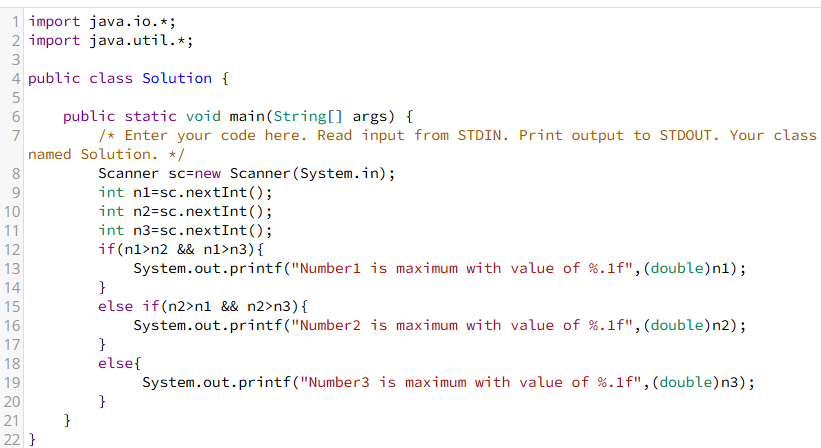 1 import java.io.*;
2 import java.util.*;
3
4 public class Solution {
5
6     public static void main(String[] args) {
7         /* Enter your code here. Read input from STDIN. Print output to STDOUT. Your class
named Solution. */
8         Scanner sc=new Scanner(System.in);
9         int n1=sc.nextInt();
10         int n2=sc.nextInt();
11         int n3=sc.nextInt();
12         if(n1>n2 && n1>n3){
13             System.out.printf("Number1 is maximum with value of %.1f",(double)n1);
14         }
15         else if(n2>n1 && n2>n3){
16             System.out.printf("Number2 is maximum with value of %.1f",(double)n2);
17         }
18         else{
19              System.out.printf("Number3 is maximum with value of %.1f",(double)n3);
20         }
21     }
22 }